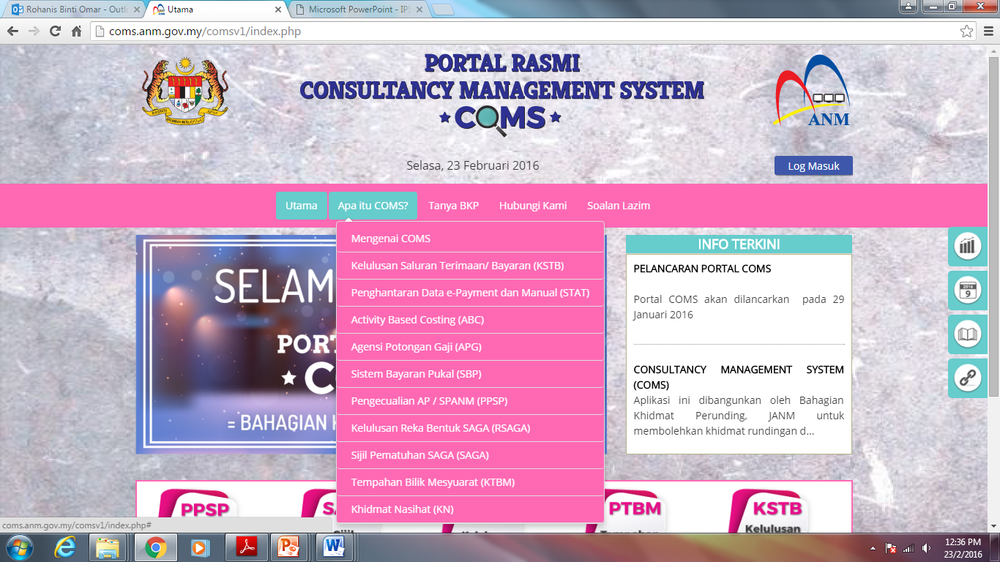 Rohanis Binti Omar - Outl
Utama
Microsoft PowerPoint - IPS
coms.anm.gov.my/comsv1/index.php
PORTAL RASMI
CONSULTANCY MANAGEMENT SYSTEM
COMS
ANM
Selasa, 23 Februari 2016
Log Masuk
Utama
Apa itu COMS?
Tanya BKP
Hubungi Kami
Soalan Lazim
Mengenai COMS
Kelulusan Saluran Terimaan/ Bayaran (KSTB)
Penghantaran Data e-Payment dan Manual (STAT)
Activity Based Costing (ABC)
Agensi Potongan Gaji (APG)
Sistem Bayaran Pukal (SBP)
Pengecualian AP / SPANM (PPSP)
Kelulusan Reka Bentuk SAGA (RSAGA)
Sijil Pematuhan SAGA (SAGA)
Tempahan Bilik Mesyuarat (KTBM)
Khidmat Nasihat (KN)
SELAM
PORT
= BAHAGIAN K
INFO TERKINI
PELANCARAN PORTAL COMS
Portal COMS akan dilancarkan pada 29
Januari 2016
CONSULTANCY MANAGEMENT SYSTEM
(COMS)
Aplikasi ini dibangunkan oleh Bahagian
Khidmat Perunding, JANM untuk
membolehkan khidmat rundingan d...
2016
9
PPSP
SA
PTBM
KSTB
Sijil
Kelulusan
coms.anm.gov.my/comsv1/index.php#
12:36 PM
23/2/2016